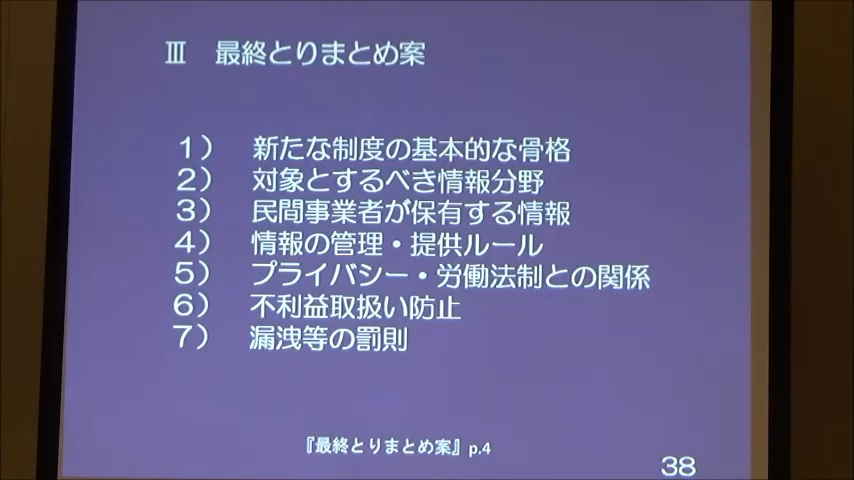 Ⅲ　最終とりまとめ案
１）　新たな制度の基本的な骨格
２）　対象とするべき情報分野
３）　民間事業者が保有する情報
４）　情報の管理・提供ルール
５）　プライバシー・労働法制との関係
６）　不利益取扱い防止
７）　漏洩等の罰則
『最終とりまとめ案』p.4
38